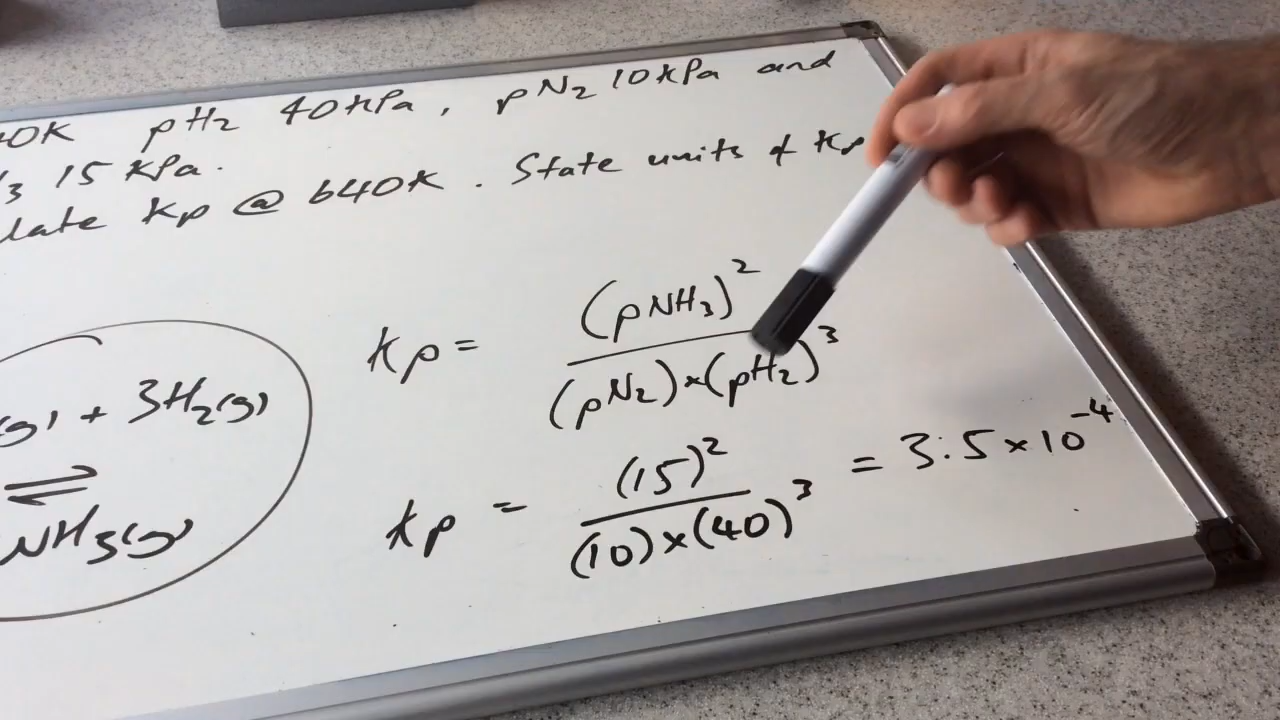 40K pH₂ 40kPa, pN₂ 10kPa and
₃ 15 kPa.
late Kp @ 640K. State units of Kp
Kp = (pNH₃)² / (pN₂)×(pH₂)³
(g) + 3H₂(g)
⇌
NH₃(g)
Kp = (15)² / (10)×(40)³ = 3.5×10⁻⁴